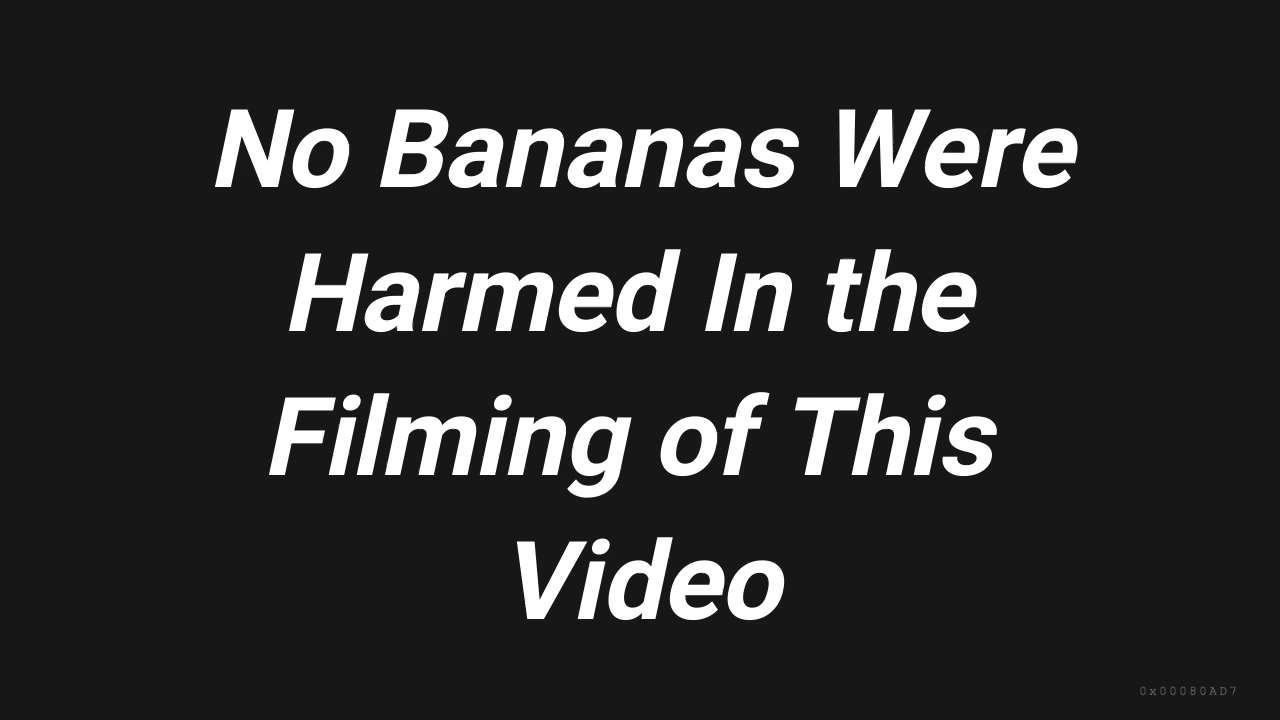 No Bananas Were
Harmed In the
Filming of This
Video
0x00080AD7